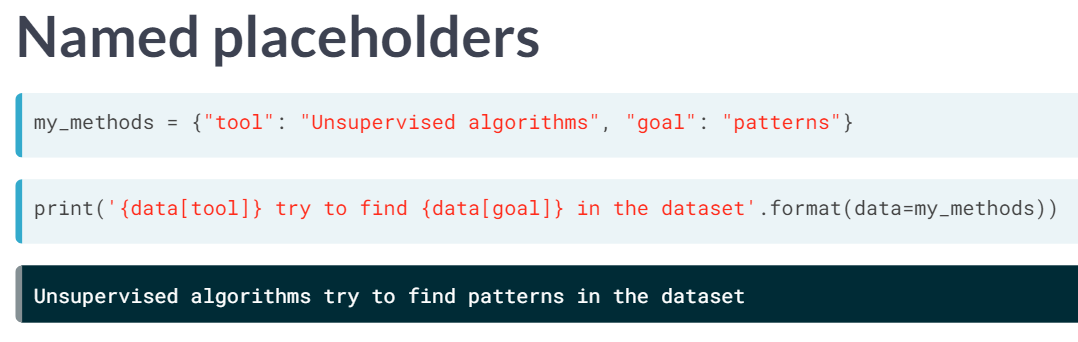 Named placeholders
my_methods = {"tool": "Unsupervised algorithms", "goal": "patterns"}
print('{data[tool]} try to find {data[goal]} in the dataset'.format(data=my_methods))
Unsupervised algorithms try to find patterns in the dataset